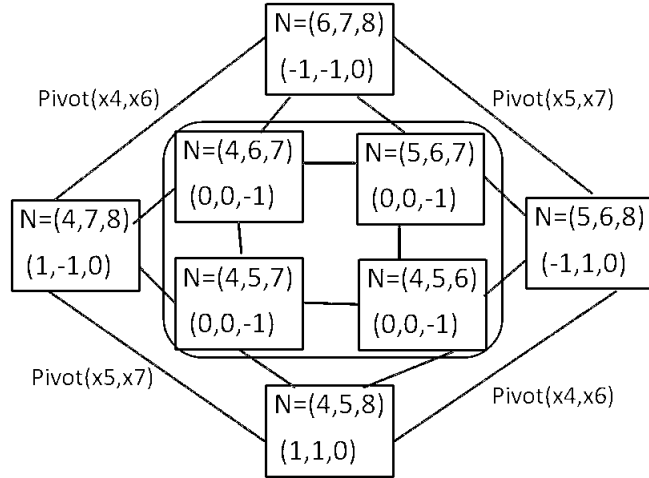 N=(6,7,8)
(-1,-1,0)
Pivot(x4,x6)
Pivot(x5,x7)
N=(4,6,7)
(0,0,-1)
N=(5,6,7)
(0,0,-1)
N=(4,7,8)
(1,-1,0)
N=(5,6,8)
(-1,1,0)
N=(4,5,7)
(0,0,-1)
N=(4,5,6)
(0,0,-1)
Pivot(x5,x7)
Pivot(x4,x6)
N=(4,5,8)
(1,1,0)